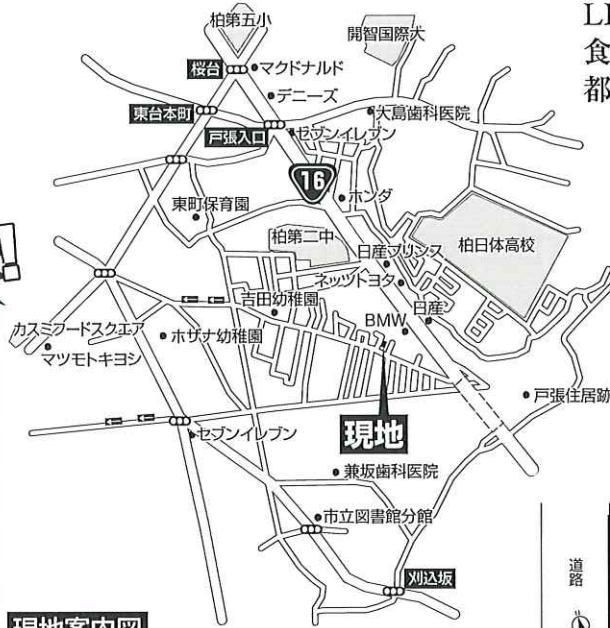 柏第五小
開智国際大
LI
食
都
桜台
マクドナルド
デニーズ
東台本町
戸張入口
セブンイレブン
大島歯科医院
16
ホンダ
東町保育園
柏第二中
柏日体高校
日産プリンス
ネッツトヨタ
吉田幼稚園
日産
BMW
カスミフードスクエア
ホザナ幼稚園
マツモトキヨシ
現地
戸張住居跡
セブンイレブン
兼坂歯科医院
市立図書館分館
刈込坂
道路
現地案内図